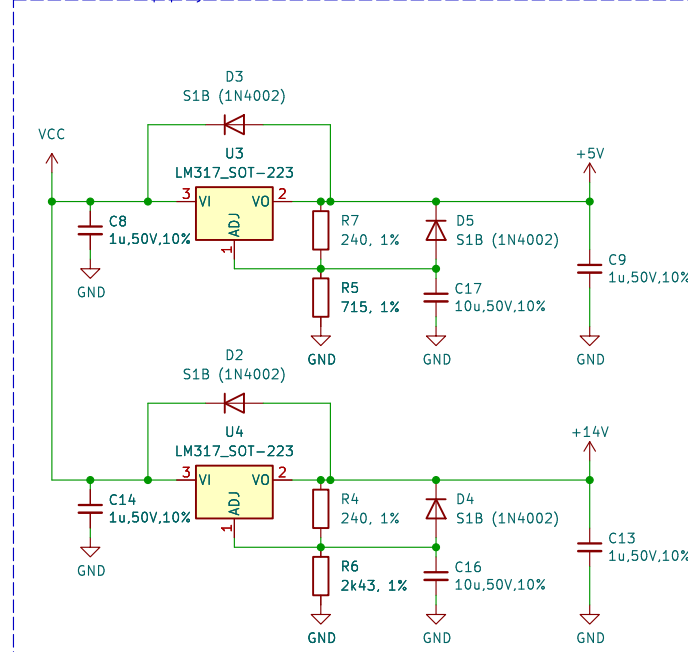 D3
S1B (1N4002)
VCC
U3
LM317_SOT-223
+5V
3 VI VO 2
ADJ
1
C8
1u,50V,10%
GND
R7
240, 1%
D5
S1B (1N4002)
C9
1u,50V,10%
R5
715, 1%
C17
10u,50V,10%
GND
GND
GND
D2
S1B (1N4002)
U4
LM317_SOT-223
+14V
3 VI VO 2
ADJ
1
C14
1u,50V,10%
GND
R4
240, 1%
D4
S1B (1N4002)
C13
1u,50V,10%
R6
2k43, 1%
C16
10u,50V,10%
GND
GND
GND